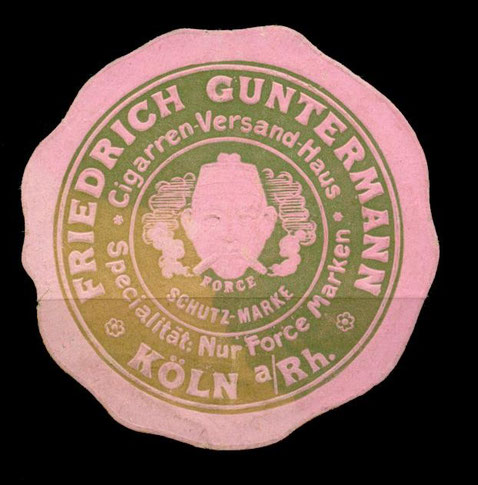 FRIEDRICH GUNTERMANN
Cigarren-Versand-Haus
FORCE
SCHUTZ-MARKE
Specialität: Nur Force Marken
KÖLN a/Rh.